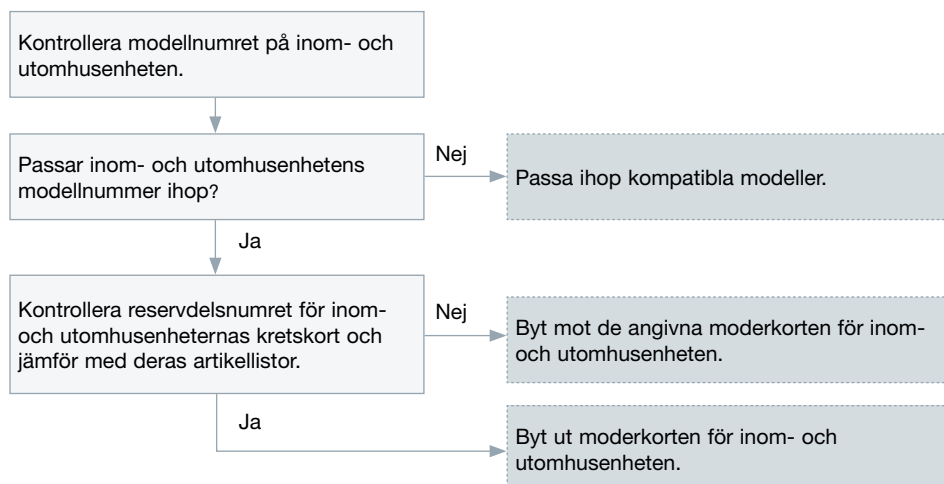 Kontrollera modellnumret på inom- och
utomhusenheten.
Passar inom- och utomhusenhetens
modellnummer ihop?
Nej
Passa ihop kompatibla modeller.
Ja
Kontrollera reservdelsnumret för inom-
och utomhusenheternas kretskort och
jämför med deras artikellistor.
Nej
Byt mot de angivna moderkorten för inom-
och utomhusenheten.
Ja
Byt ut moderkorten för inom- och
utomhusenheten.